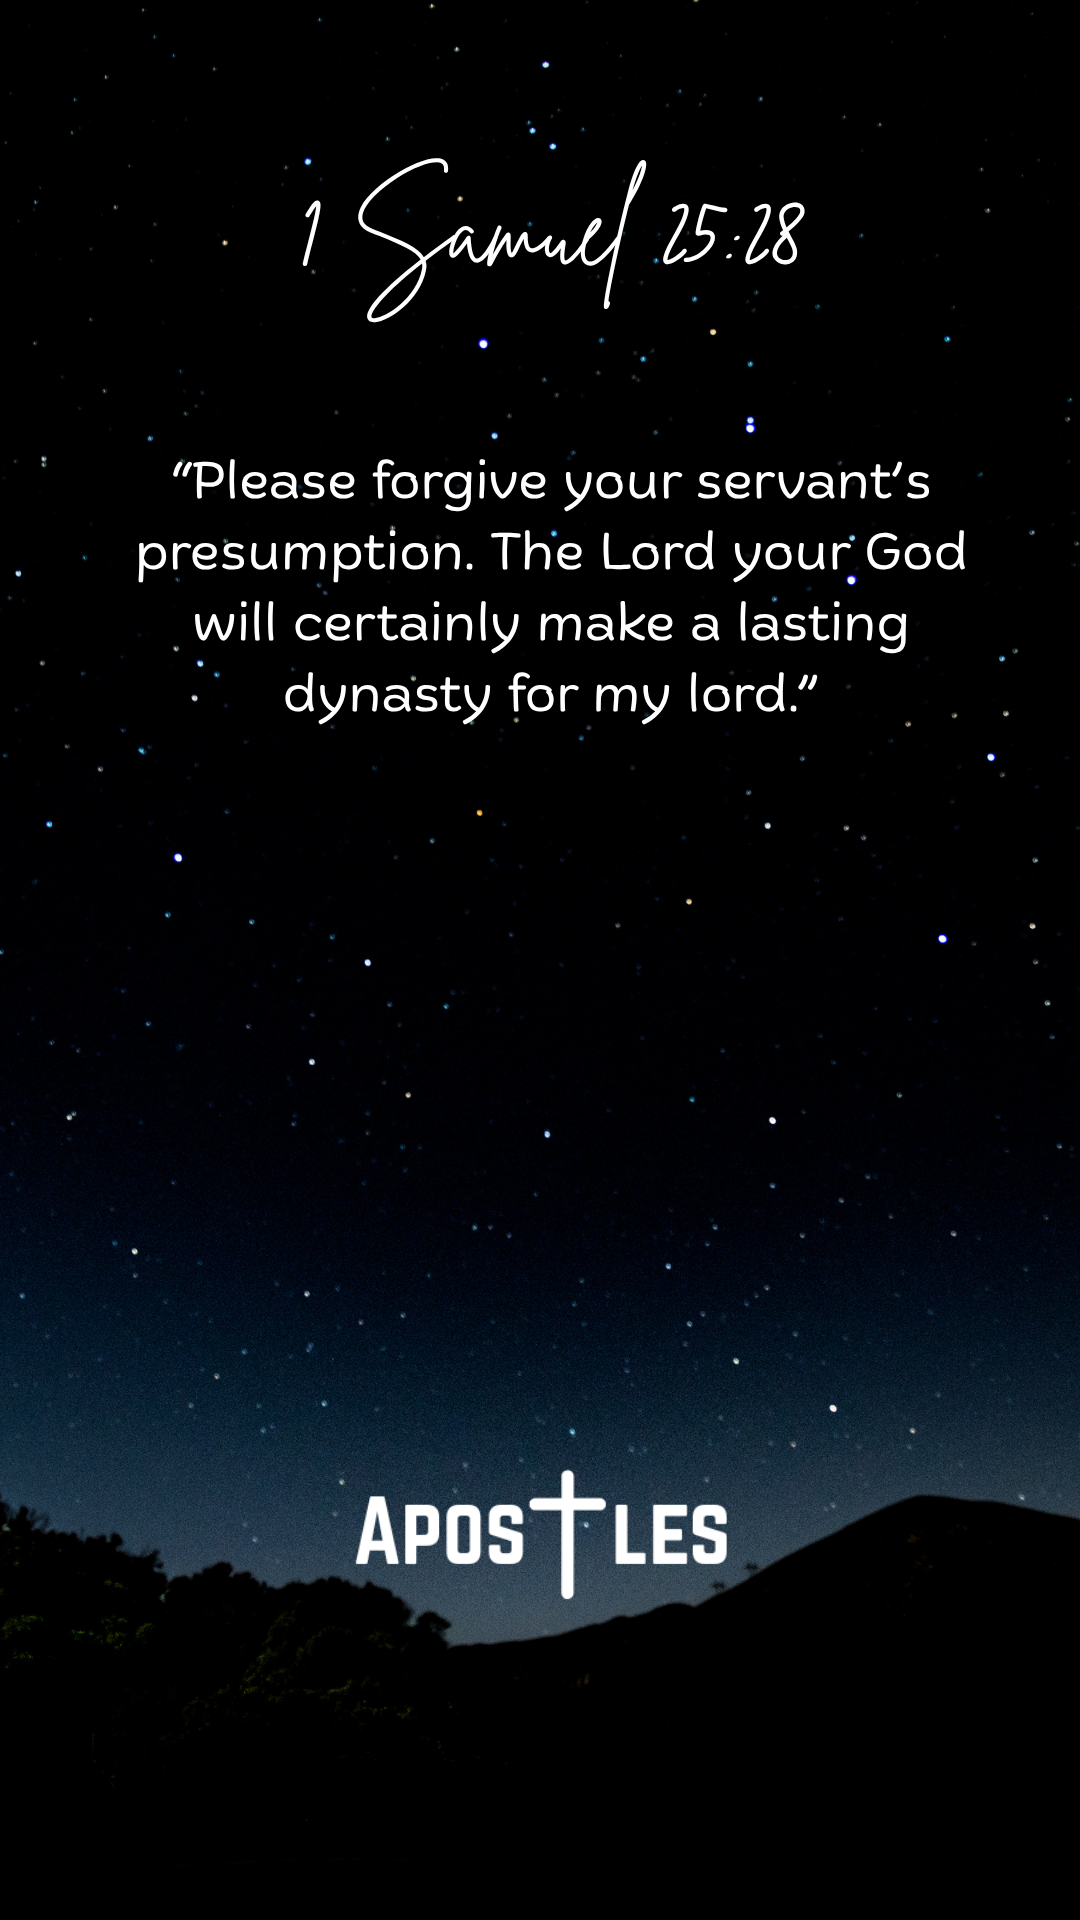 1 Samuel 25:28
“Please forgive your servant’s
presumption. The Lord your God
will certainly make a lasting
dynasty for my lord.”
APOSTLES